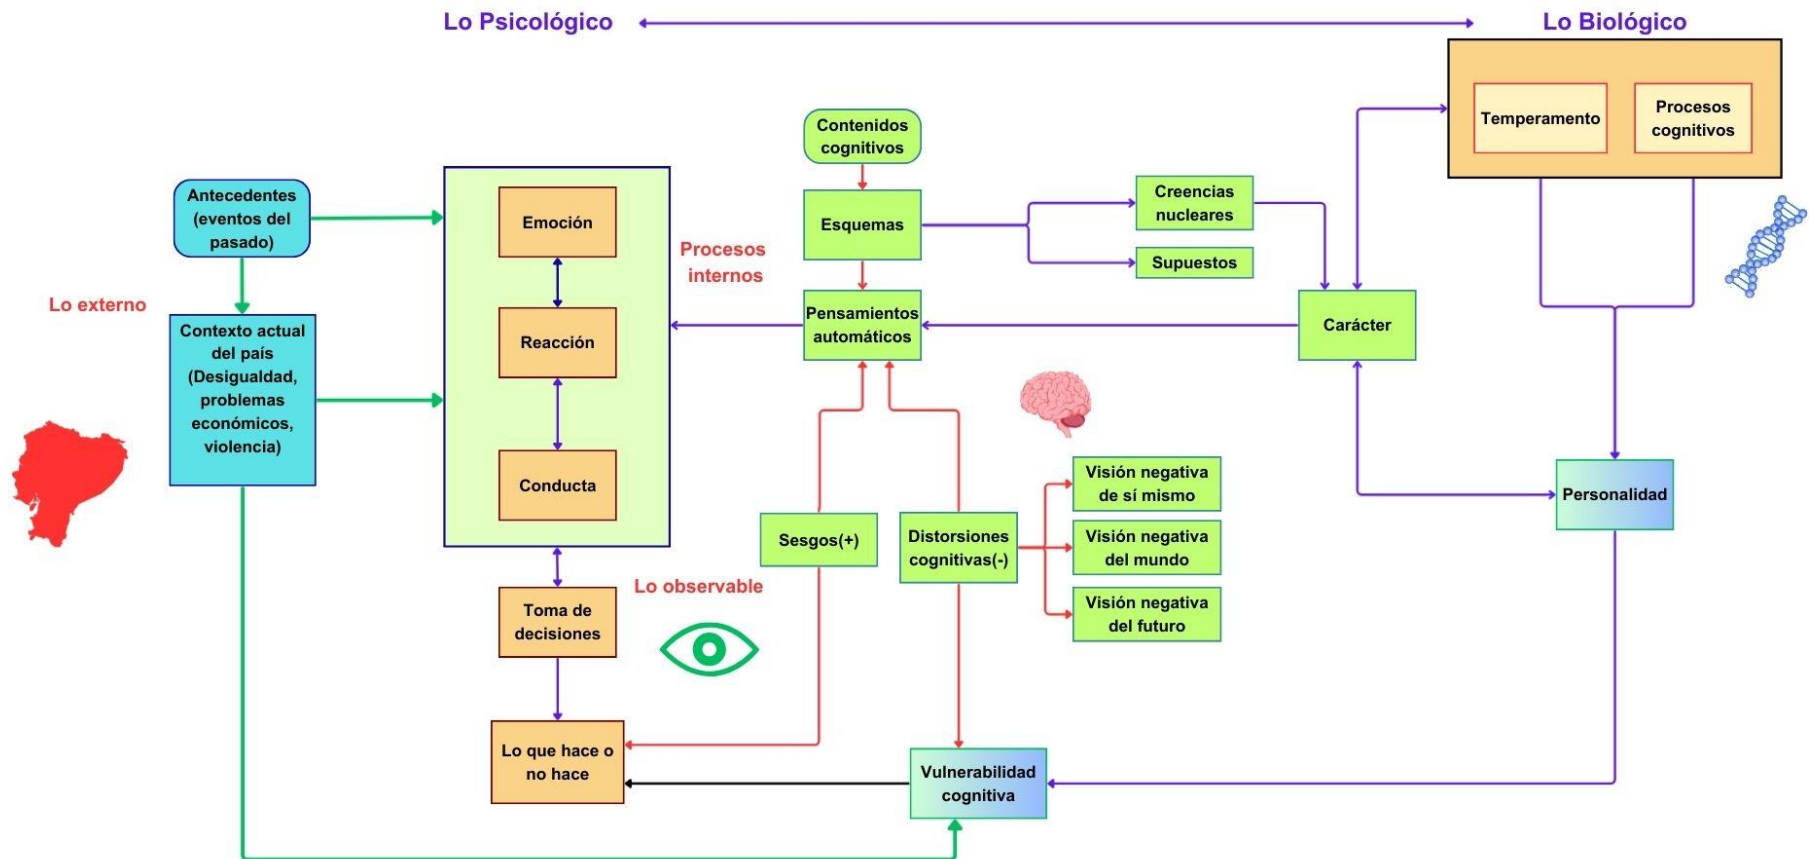 Lo Psicológico
Lo Biológico
Temperamento
Procesos
cognitivos
Contenidos
cognitivos
Antecedentes
(eventos del
pasado)
Emoción
Procesos
internos
Esquemas
Creencias
nucleares
Supuestos
Lo externo
Contexto actual
del país
(Desigualdad,
problemas
económicos,
violencia)
Reacción
Pensamientos
automáticos
Carácter
Conducta
Visión negativa
de sí mismo
Personalidad
Sesgos(+)
Distorsiones
cognitivas(-)
Visión negativa
del mundo
Visión negativa
del futuro
Lo observable
Toma de
decisiones
Lo que hace o
no hace
Vulnerabilidad
cognitiva